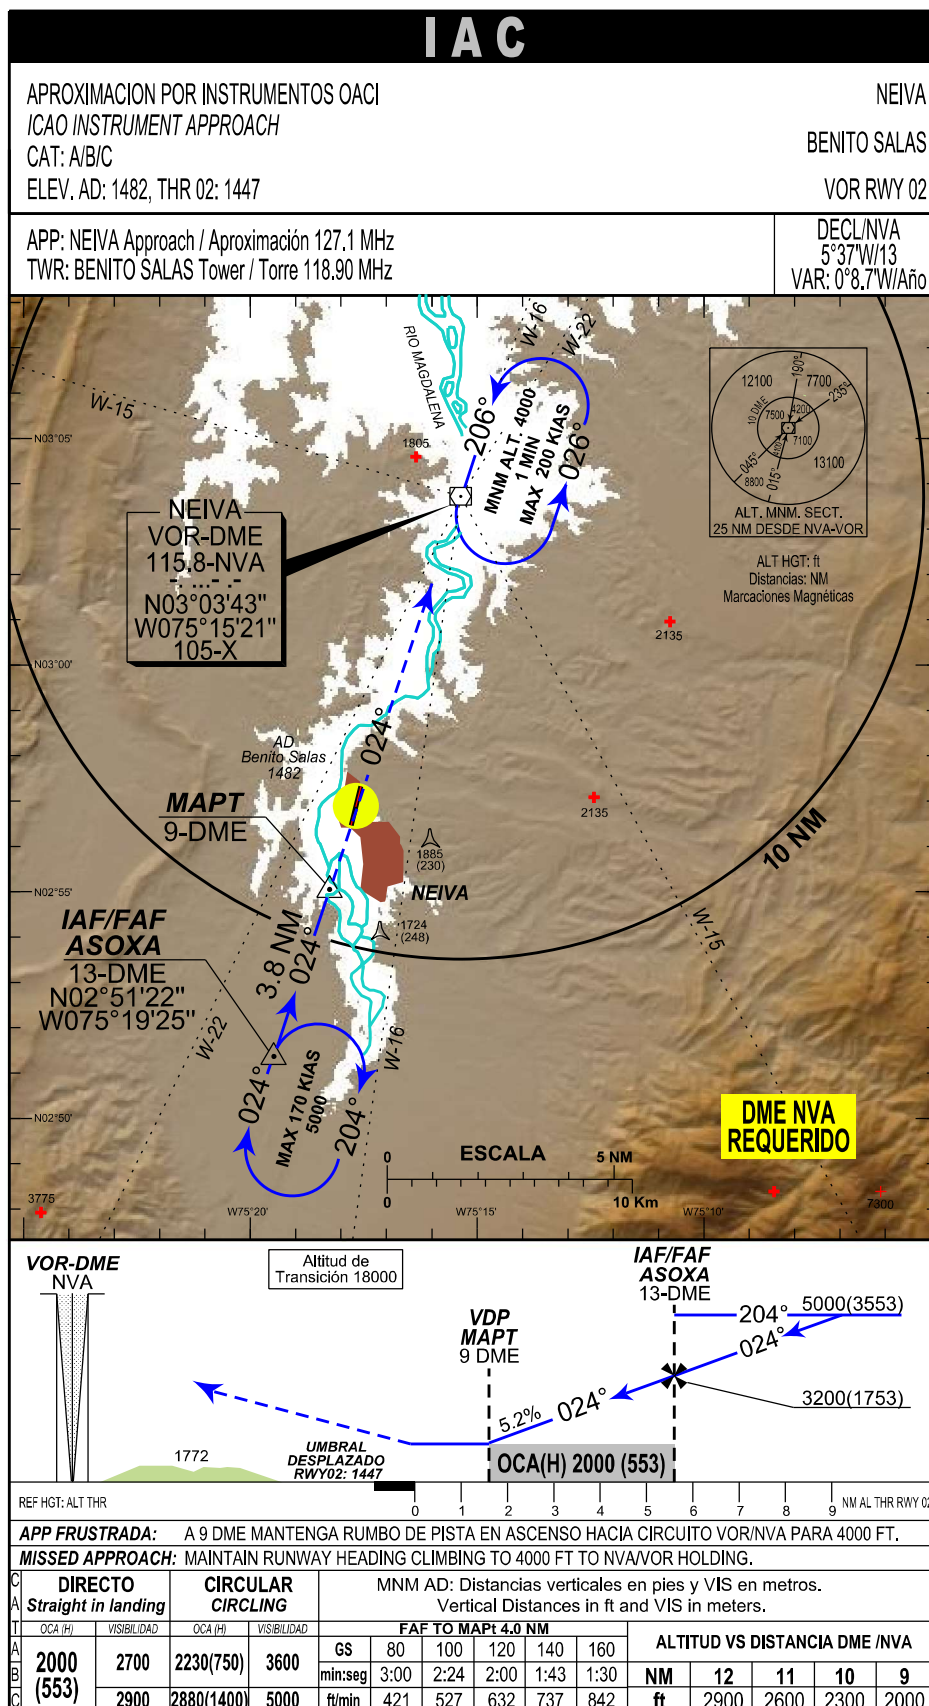 IAC
APROXIMACION POR INSTRUMENTOS OACI
ICAO INSTRUMENT APPROACH
CAT: A/B/C
ELEV. AD: 1482, THR 02: 1447
NEIVA
BENITO SALAS
VOR RWY 02
APP: NEIVA Approach / Aproximación 127.1 MHz
TWR: BENITO SALAS Tower / Torre 118.90 MHz
DECL/NVA
5°37'W/13
VAR: 0°8.7'W/Año
W-16
W-22
RIO MAGDALENA
W-15
N03°05'
1805
206°
MNM ALT. 4000
1 MIN
MAX 200 KIAS
026°
12100
190°
7700
235°
10 DME
7500
4200
7100
045°
8800
015°
13100
ALT. MNM. SECT.
25 NM DESDE NVA-VOR
ALT HGT: ft
Distancias: NM
Marcaciones Magnéticas
NEIVA
VOR-DME
115.8-NVA
-. ...- .-
N03°03'43"
W075°15'21"
105-X
2135
N03°00'
024°
AD
Benito Salas
1482
MAPT
9-DME
2135
10 NM
1885
(230)
NEIVA
N02°55'
1724
(248)
IAF/FAF
ASOXA
13-DME
N02°51'22"
W075°19'25"
3.8 NM
024°
W-15
W-22
W-16
024°
MAX 170 KIAS
5000
204°
N02°50'
DME NVA
REQUERIDO
ESCALA
0
5 NM
0
10 Km
3775
7300
W75°20'
W75°15'
W75°10'
VOR-DME
NVA
Altitud de
Transición 18000
IAF/FAF
ASOXA
13-DME
VDP
MAPT
9 DME
204°
5000(3553)
024°
3200(1753)
5.2%
024°
1772
UMBRAL
DESPLAZADO
RWY02: 1447
OCA(H) 2000 (553)
REF HGT: ALT THR
0 1 2 3 4 5 6 7 8 9 NM AL THR RWY 02
APP FRUSTRADA: A 9 DME MANTENGA RUMBO DE PISTA EN ASCENSO HACIA CIRCUITO VOR/NVA PARA 4000 FT.
MISSED APPROACH: MAINTAIN RUNWAY HEADING CLIMBING TO 4000 FT TO NVA/VOR HOLDING.
CAT
DIRECTO
Straight in landing
CIRCULAR
CIRCLING
MNM AD: Distancias verticales en pies y VIS en metros.
Vertical Distances in ft and VIS in meters.
OCA (H) VISIBILIDAD OCA (H) VISIBILIDAD
FAF TO MAPt 4.0 NM
ALTITUD VS DISTANCIA DME /NVA
A
B
C
2000
(553)
2700
2230(750)
3600
2900
2880(1400)
5000
GS 80 100 120 140 160
min:seg 3:00 2:24 2:00 1:43 1:30
ft/min 421 527 632 737 842
NM 12 11 10 9
ft 2900 2600 2300 2000